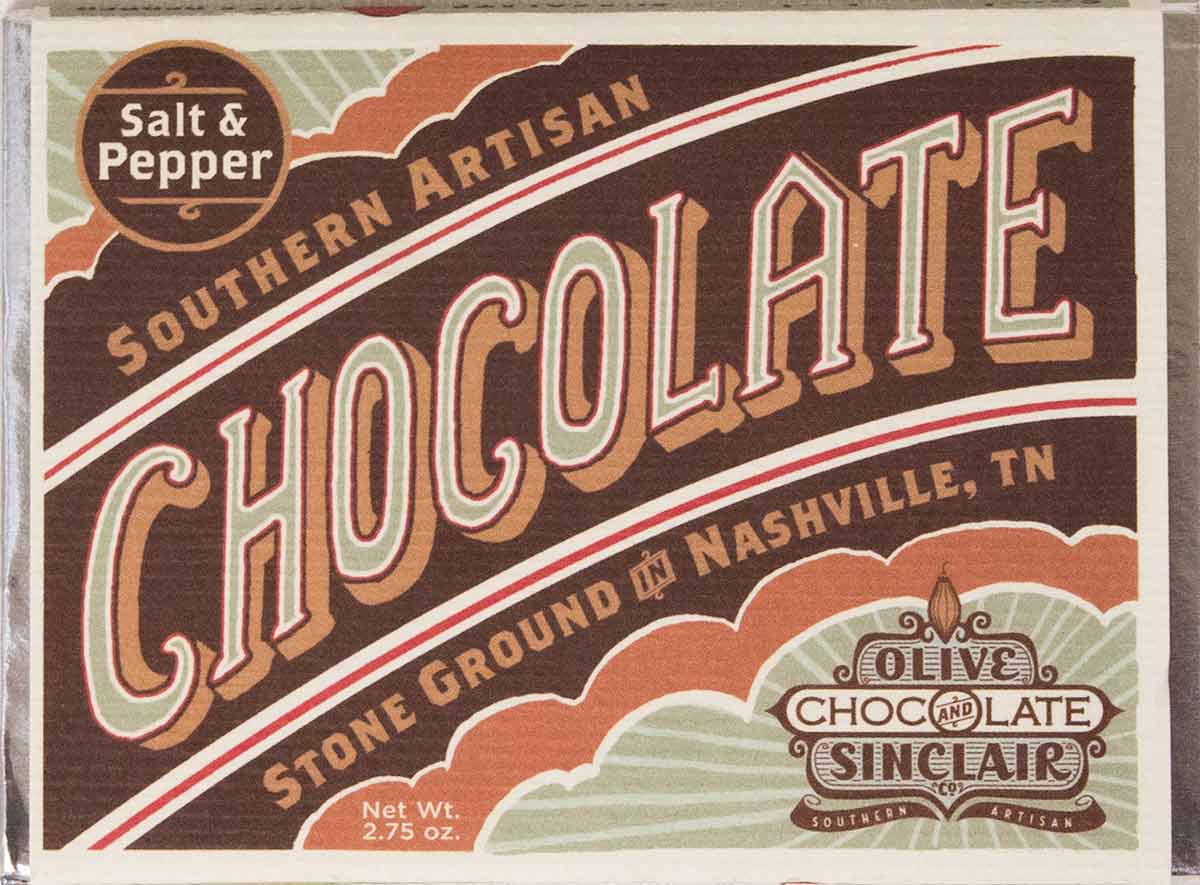 Salt &
Pepper
SOUTHERN ARTISAN
CHOCOLATE
STONE GROUND IN NASHVILLE, TN
Net Wt.
2.75 oz.
OLIVE
CHOC AND LATE
SINCLAIR
CO
SOUTHERN ARTISAN